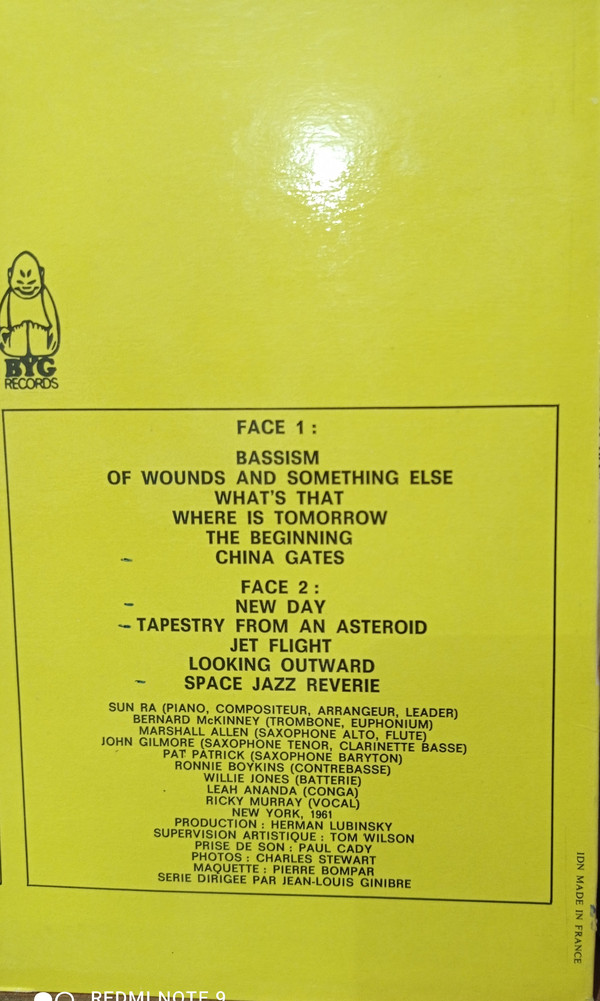 BYG
RECORDS
FACE 1 :
BASSISM
OF WOUNDS AND SOMETHING ELSE
WHAT'S THAT
WHERE IS TOMORROW
THE BEGINNING
CHINA GATES
FACE 2 :
NEW DAY
TAPESTRY FROM AN ASTEROID
JET FLIGHT
LOOKING OUTWARD
SPACE JAZZ REVERIE
SUN RA (PIANO, COMPOSITEUR, ARRANGEUR, LEADER)
BERNARD McKINNEY (TROMBONE, EUPHONIUM)
MARSHALL ALLEN (SAXOPHONE ALTO, FLUTE)
JOHN GILMORE (SAXOPHONE TENOR, CLARINETTE BASSE)
PAT PATRICK (SAXOPHONE BARYTON)
RONNIE BOYKINS (CONTREBASSE)
WILLIE JONES (BATTERIE)
LEAH ANANDA (CONGA)
RICKY MURRAY (VOCAL)
NEW YORK, 1961
PRODUCTION : HERMAN LUBINSKY
SUPERVISION ARTISTIQUE : TOM WILSON
PRISE DE SON : PAUL CADY
PHOTOS : CHARLES STEWART
MAQUETTE : PIERRE BOMPAR
SERIE DIRIGEE PAR JEAN-LOUIS GINIBRE
IDN MADE IN FRANCE
REDMI NOTE 9